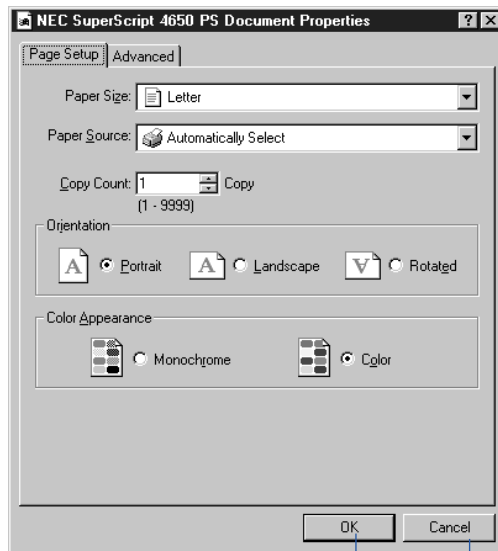 NEC SuperScript 4650 PS Document Properties
Page Setup Advanced
Paper Size: Letter
Paper Source: Automatically Select
Copy Count: 1 Copy
(1 - 9999)
Orientation
A Portrait A Landscape A Rotated
Color Appearance
Monochrome Color
OK Cancel